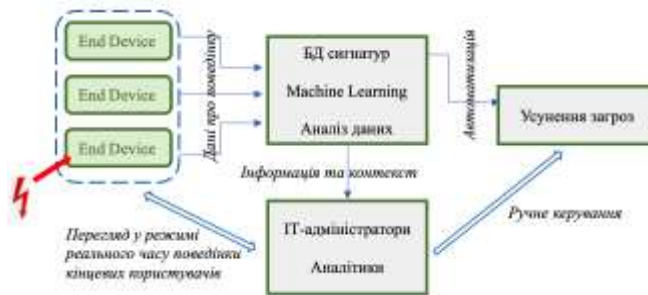 End Device
End Device
End Device
Дані про поведінку
БД сигнатур
Machine Learning
Аналіз даних
Автоматизація
Усунення загроз
Інформація та контекст
Перегляд у режимі
реального часу поведінки
кінцевих користувачів
ІТ-адміністратори
Аналітики
Ручне керування